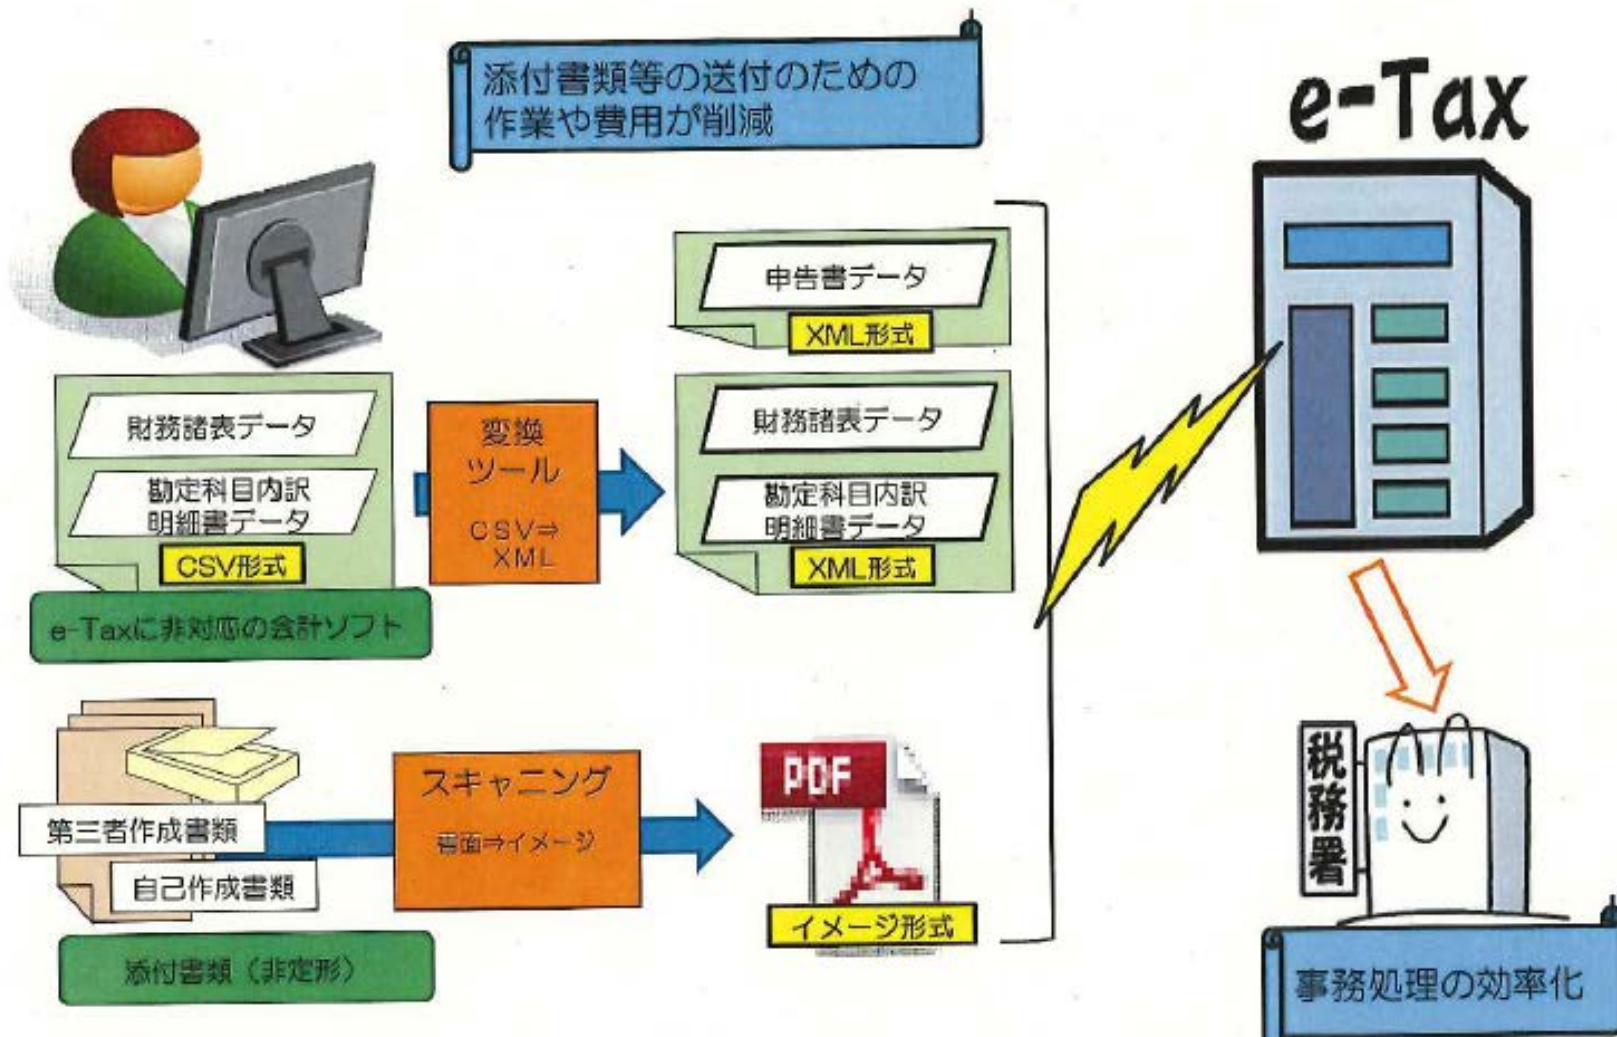 添付書類等の送付のための
作業や費用が削減
e-Tax
申告書データ
XML形式
財務諸表データ
勘定科目内訳
明細書データ
CSV形式
e-Taxに非対応の会計ソフト
変換
ツール
CSV⇒
XML
財務諸表データ
勘定科目内訳
明細書データ
XML形式
第三者作成書類
自己作成書類
添付書類（非定形）
スキャニング
書面⇒イメージ
PDF
イメージ形式
税務署
事務処理の効率化